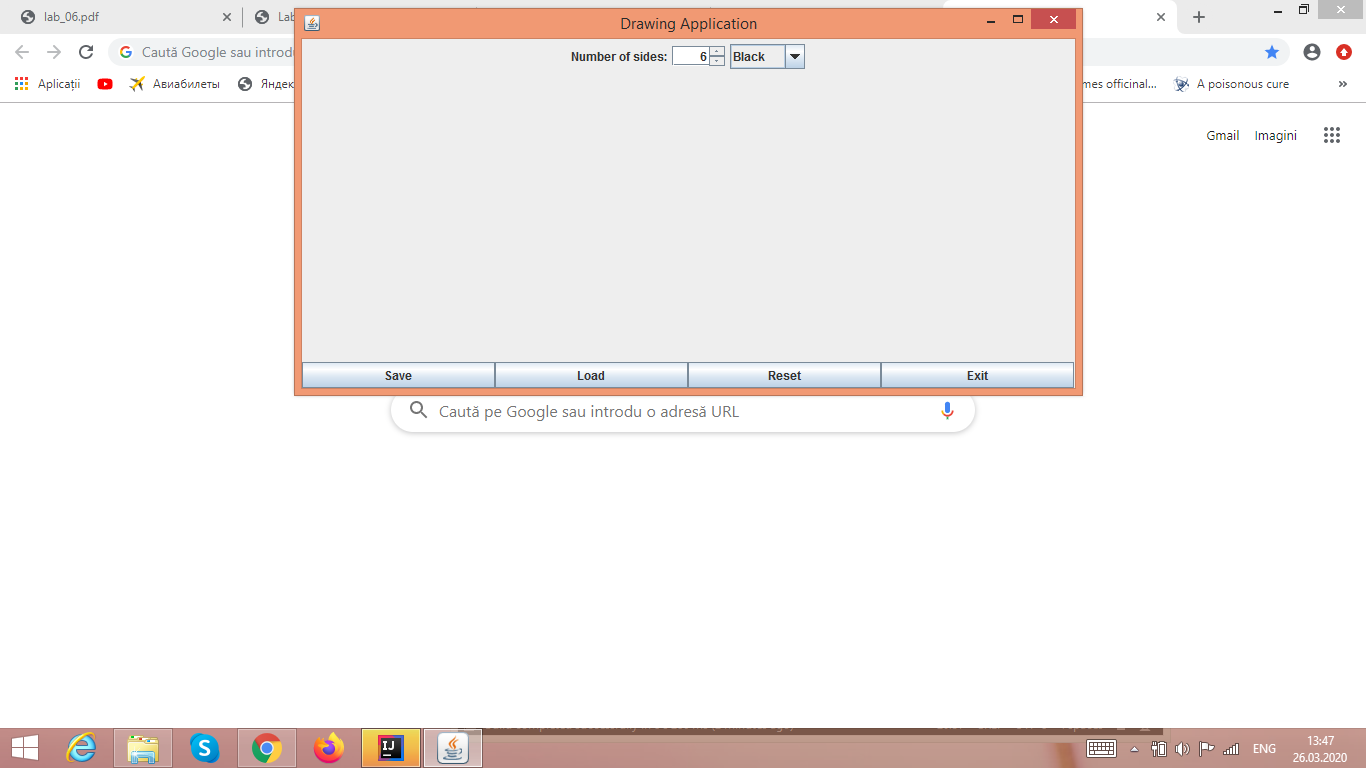 lab_06.pdf
Lab
Drawing Application
Caută Google sau introdu
Number of sides: 6 Black
Aplicații
Авиабилеты
Яндек
mes officinal...
A poisonous cure
»
Gmail Imagini
Save Load Reset Exit
Caută pe Google sau introdu o adresă URL
IJ
ENG
13:47
26.03.2020